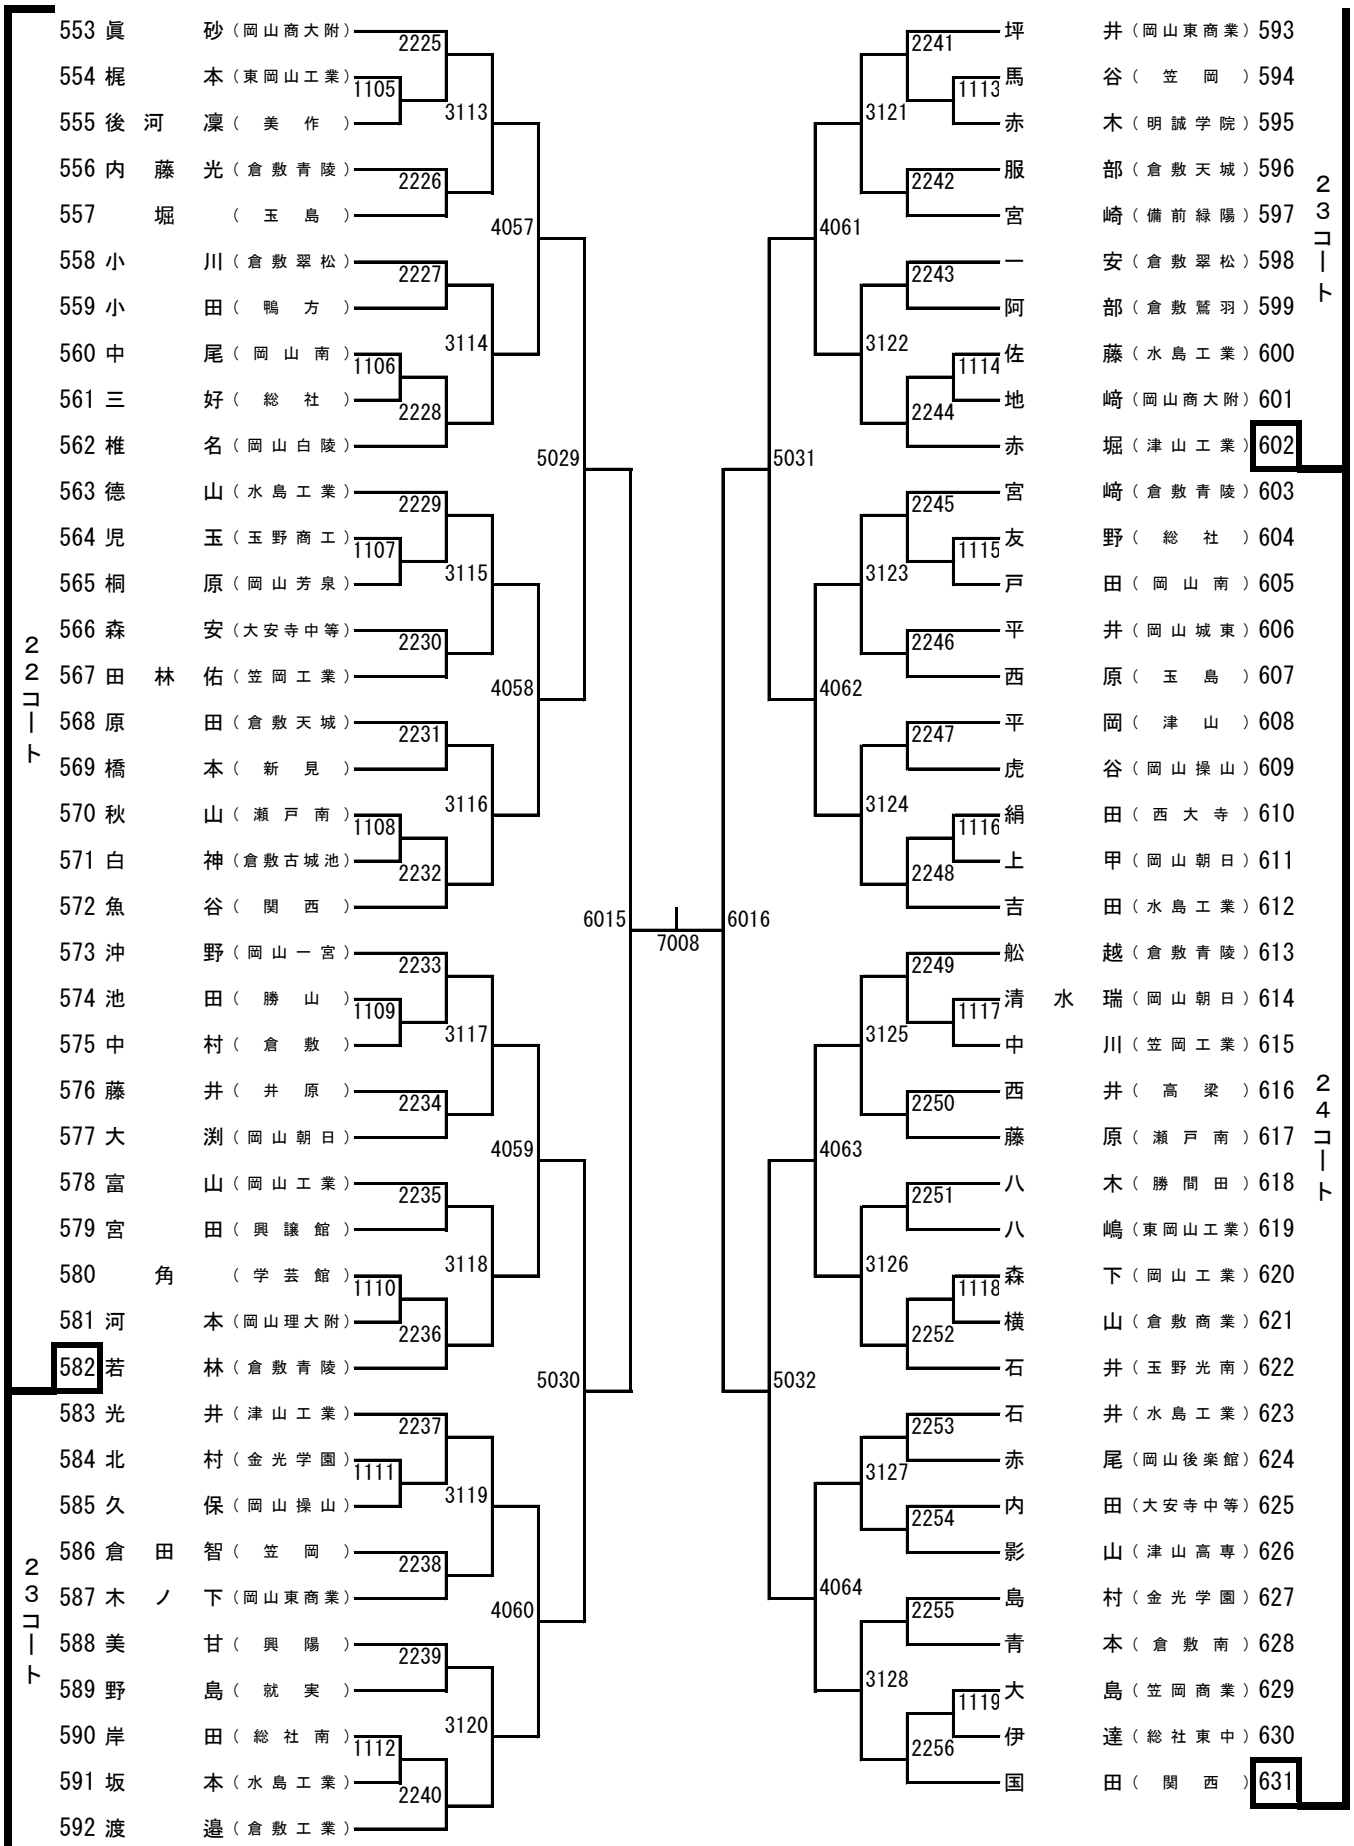 553 眞砂 (岡山商大附)
2225
554 梶本 (東岡山工業)
1105
555 後河凜 (美作)
3113
556 内藤光 (倉敷青陵)
2226
557 堀 (玉島)
4057
558 小川 (倉敷翠松)
2227
559 小田 (鴨方)
3114
560 中尾 (岡山南)
1106
561 三好 (総社)
2228
562 椎名 (岡山白陵)
5029
563 德山 (水島工業)
2229
564 児玉 (玉野商工)
1107
565 桐原 (岡山芳泉)
3115
566 森安 (大安寺中等)
2230
567 田林佑 (笠岡工業)
4058
568 原田 (倉敷天城)
2231
569 橋本 (新見)
3116
570 秋山 (瀬戸南)
1108
571 白神 (倉敷古城池)
2232
572 魚谷 (関西)
6015
573 沖野 (岡山一宮)
2233
574 池田 (勝山)
1109
575 中村 (倉敷)
3117
576 藤井 (井原)
2234
577 大渕 (岡山朝日)
4059
578 富山 (岡山工業)
2235
579 宮田 (興譲館)
3118
580 角 (学芸館)
1110
581 河本 (岡山理大附)
2236
582 若林 (倉敷青陵)
5030
583 光井 (津山工業)
2237
584 北村 (金光学園)
1111
585 久保 (岡山操山)
3119
586 倉田智 (笠岡)
2238
587 木ノ下 (岡山東商業)
4060
588 美甘 (興陽)
2239
589 野島 (就実)
3120
590 岸田 (総社南)
1112
591 坂本 (水島工業)
2240
592 渡邉 (倉敷工業)
22コート
23コート
7008
坪井 (岡山東商業) 593
2241
馬谷 (笠岡) 594
1113
赤木 (明誠学院) 595
3121
服部 (倉敷天城) 596
2242
宮崎 (備前緑陽) 597
4061
一安 (倉敷翠松) 598
2243
阿部 (倉敷鷲羽) 599
3122
佐藤 (水島工業) 600
1114
地﨑 (岡山商大附) 601
2244
赤堀 (津山工業) 602
5031
宮﨑 (倉敷青陵) 603
2245
友野 (総社) 604
1115
戸田 (岡山南) 605
3123
平井 (岡山城東) 606
2246
西原 (玉島) 607
4062
平岡 (津山) 608
2247
虎谷 (岡山操山) 609
3124
絹田 (西大寺) 610
1116
上甲 (岡山朝日) 611
2248
吉田 (水島工業) 612
6016
舩越 (倉敷青陵) 613
2249
清水瑞 (岡山朝日) 614
1117
中川 (笠岡工業) 615
3125
西井 (高梁) 616
2250
藤原 (瀬戸南) 617
4063
八木 (勝間田) 618
2251
八嶋 (東岡山工業) 619
3126
森下 (岡山工業) 620
1118
横山 (倉敷商業) 621
2252
石井 (玉野光南) 622
5032
石井 (水島工業) 623
2253
赤尾 (岡山後楽館) 624
3127
内田 (大安寺中等) 625
2254
影山 (津山高専) 626
4064
島村 (金光学園) 627
2255
青本 (倉敷南) 628
3128
大島 (笠岡商業) 629
1119
伊達 (総社東中) 630
2256
国田 (関西) 631
23コート
24コート